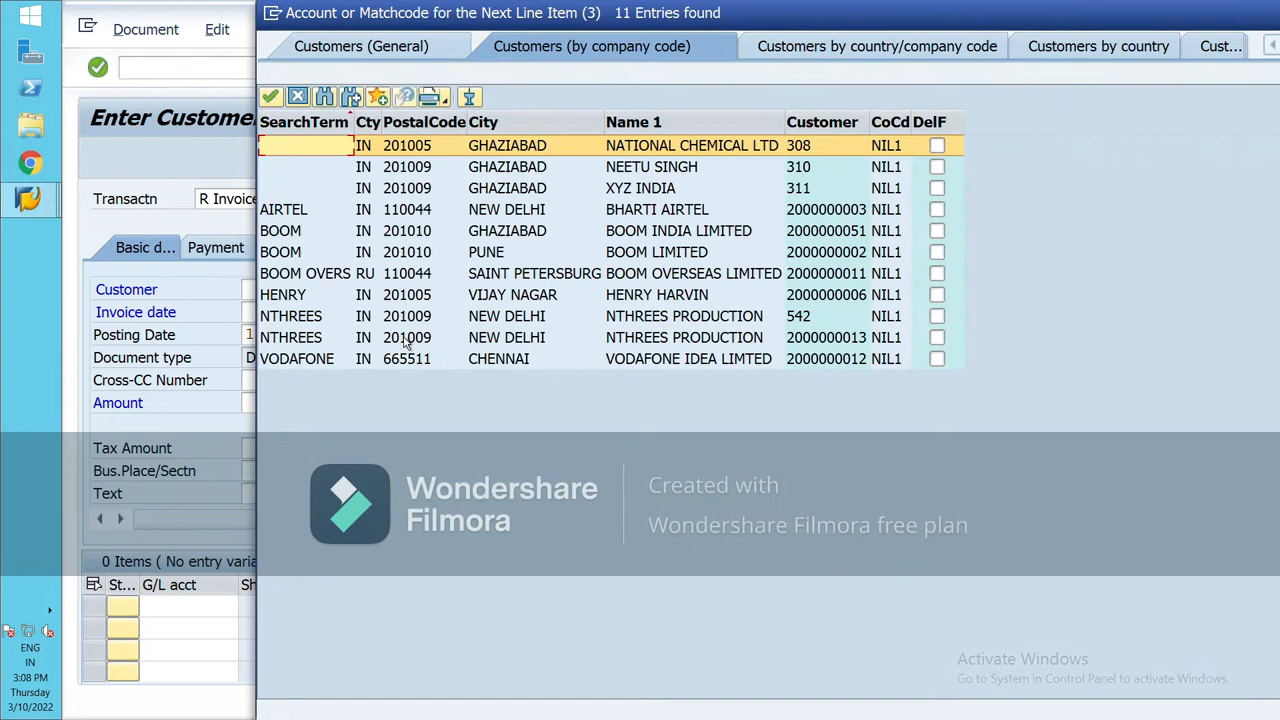 Account or Matchcode for the Next Line Item (3) 11 Entries found
Document Edit
Customers (General) Customers (by company code) Customers by country/company code Customers by country Cust...
Enter Customer
SearchTerm Cty PostalCode City Name 1 Customer CoCd DelF
IN 201005 GHAZIABAD NATIONAL CHEMICAL LTD 308 NIL1
IN 201009 GHAZIABAD NEETU SINGH 310 NIL1
IN 201009 GHAZIABAD XYZ INDIA 311 NIL1
AIRTEL IN 110044 NEW DELHI BHARTI AIRTEL 2000000003 NIL1
BOOM IN 201010 GHAZIABAD BOOM INDIA LIMITED 2000000051 NIL1
BOOM IN 201010 PUNE BOOM LIMITED 2000000002 NIL1
BOOM OVERS RU 110044 SAINT PETERSBURG BOOM OVERSEAS LIMITED 2000000011 NIL1
HENRY IN 201005 VIJAY NAGAR HENRY HARVIN 2000000006 NIL1
NTHREES IN 201009 NEW DELHI NTHREES PRODUCTION 542 NIL1
NTHREES IN 201009 NEW DELHI NTHREES PRODUCTION 2000000013 NIL1
VODAFONE IN 665511 CHENNAI VODAFONE IDEA LIMTED 2000000012 NIL1
Transactn R Invoice
Basic d... Payment
Customer
Invoice date
Posting Date 1
Document type D
Cross-CC Number
Amount
Tax Amount
Bus.Place/Sectn
Text
Wondershare
Filmora
Created with
Wondershare Filmora free plan
0 Items ( No entry varia
St... G/L acct Sh
ENG
IN
3:08 PM
Thursday
3/10/2022
Activate Windows
Go to System in Control Panel to activate Windows.